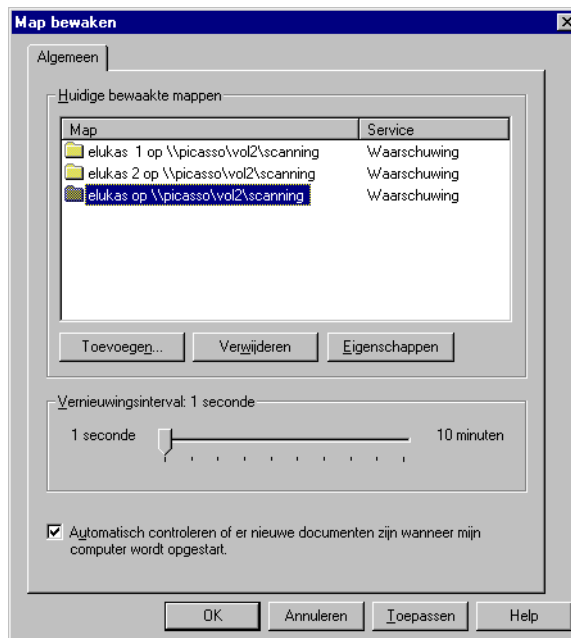 Map bewaken
Algemeen
Huidige bewaakte mappen
Map Service
elukas 1 op \\picasso\vol2\scanning Waarschuwing
elukas 2 op \\picasso\vol2\scanning Waarschuwing
elukas op \\picasso\vol2\scanning Waarschuwing
Toevoegen... Verwijderen Eigenschappen
Vernieuwingsinterval: 1 seconde
1 seconde 10 minuten
Automatisch controleren of er nieuwe documenten zijn wanneer mijn
computer wordt opgestart.
OK Annuleren Toepassen Help